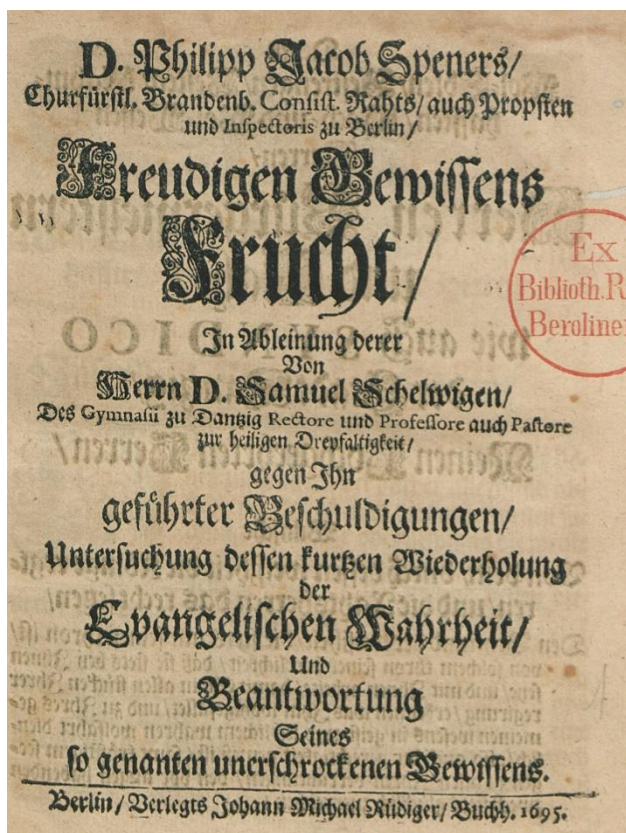 D. Philipp Jacob Speners/
Churfürstl. Brandenb. Consist. Rahts/ auch Propsten
und Inspectoris zu Berlin/
Freudigen Gewissens
Frucht/
In Ableinung derer
Von
Herrn D. Samuel Schelwigen/
Des Gymnasii zu Dantzig Rectore und Professore auch Pastore
zur heiligen Dreyfaltigkeit/
gegen Ihn
geführter Beschuldigungen/
Untersuchung dessen kurtzen Wiederholung
der
Evangelischen Wahrheit/
Und
Beantwortung
Seines
so genanten unerschrockenen Gewissens.
Berlin/ Verlegts Johann Michael Rüdiger/ Buchh. 1695.
Ex
Biblioth. R
Beroline